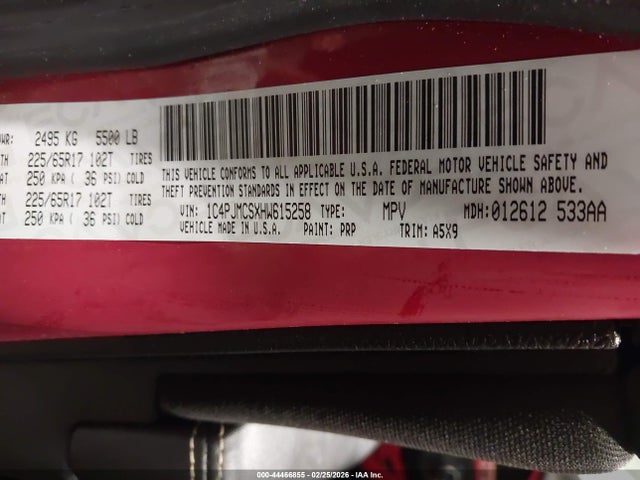 WR: 2495 KG 5500 LB
TH 225/65R17 102T TIRES
AT 250 KPA ( 36 PSI) COLD
TH 225/65R17 102T TIRES
AT 250 KPA ( 36 PSI) COLD
THIS VEHICLE CONFORMS TO ALL APPLICABLE U.S.A. FEDERAL MOTOR VEHICLE SAFETY AND
THEFT PREVENTION STANDARDS IN EFFECT ON THE DATE OF MANUFACTURE SHOWN ABOVE.
VIN: 1C4PJMCSXHW615258 TYPE: MPV MDH: 012612 533AA
VEHICLE MADE IN U.S.A. PAINT: PRP TRIM: A5X9
000-44466855 - 02/25/2026 - IAA Inc.